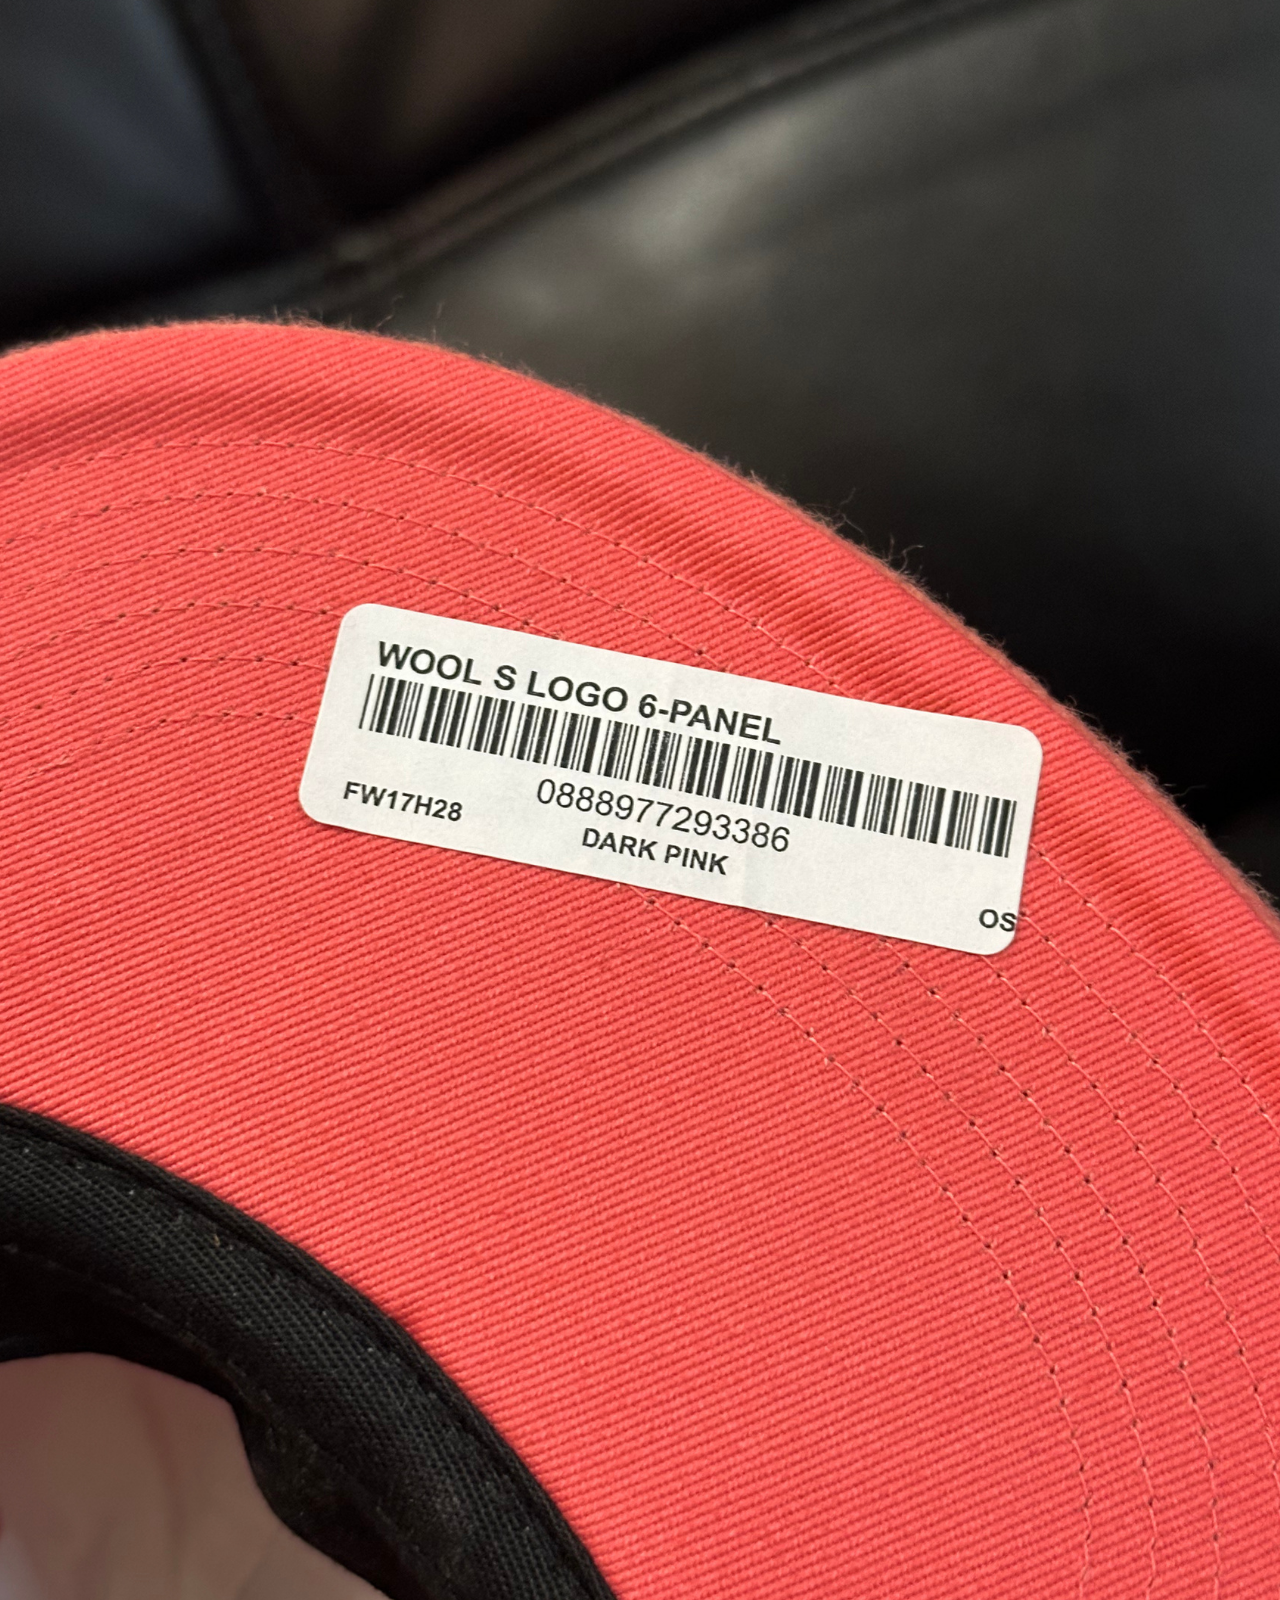 WOOL S LOGO 6-PANEL
0888977293386
FW17H28
DARK PINK
OS